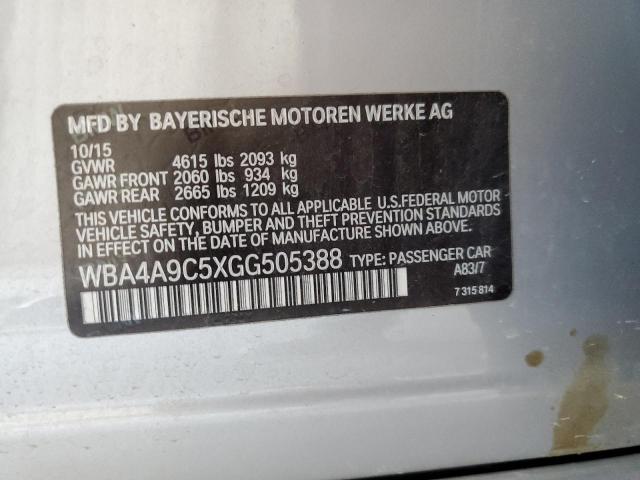 MFD BY BAYERISCHE MOTOREN WERKE AG
10/15
GVWR 4615 lbs 2093 kg
GAWR FRONT 2060 lbs 934 kg
GAWR REAR 2665 lbs 1209 kg
THIS VEHICLE CONFORMS TO ALL APPLICABLE U.S.FEDERAL MOTOR
VEHICLE SAFETY, BUMPER AND THEFT PREVENTION STANDARDS
IN EFFECT ON THE DATE OF MANUFACTURE SHOWN ABOVE.
WBA4A9C5XGG505388 TYPE: PASSENGER CAR
A83/7
7 315 814